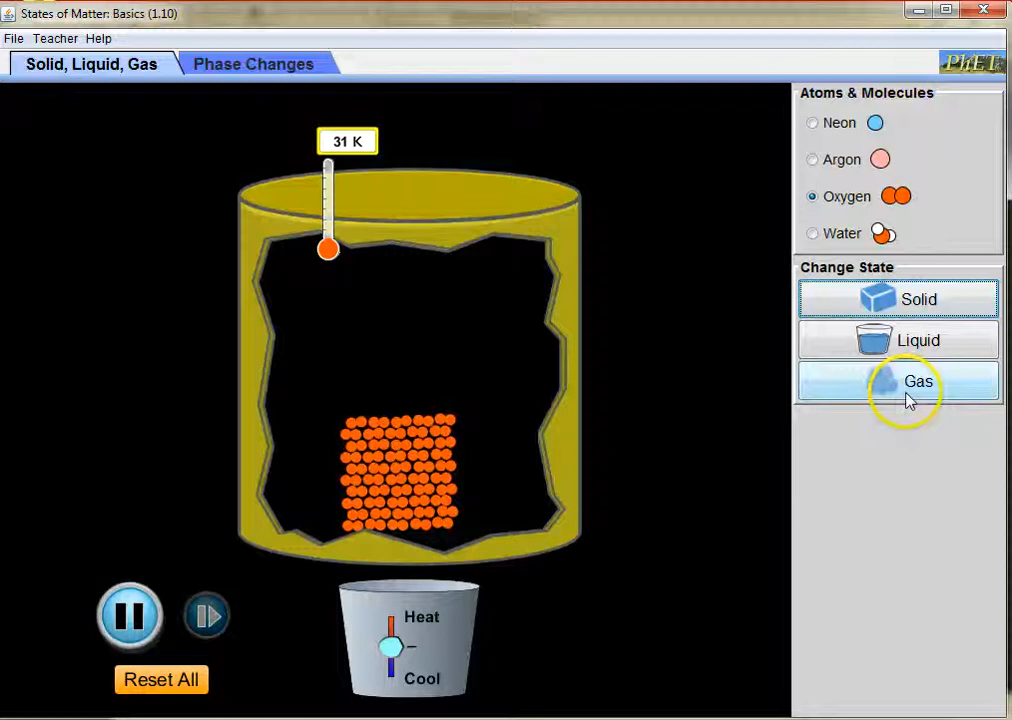 States of Matter: Basics (1.10)
File Teacher Help
Solid, Liquid, Gas
Phase Changes
PhET
Atoms & Molecules
31 K
Neon
Argon
Oxygen
Water
Change State
Solid
Liquid
Gas
Heat
Cool
Reset All